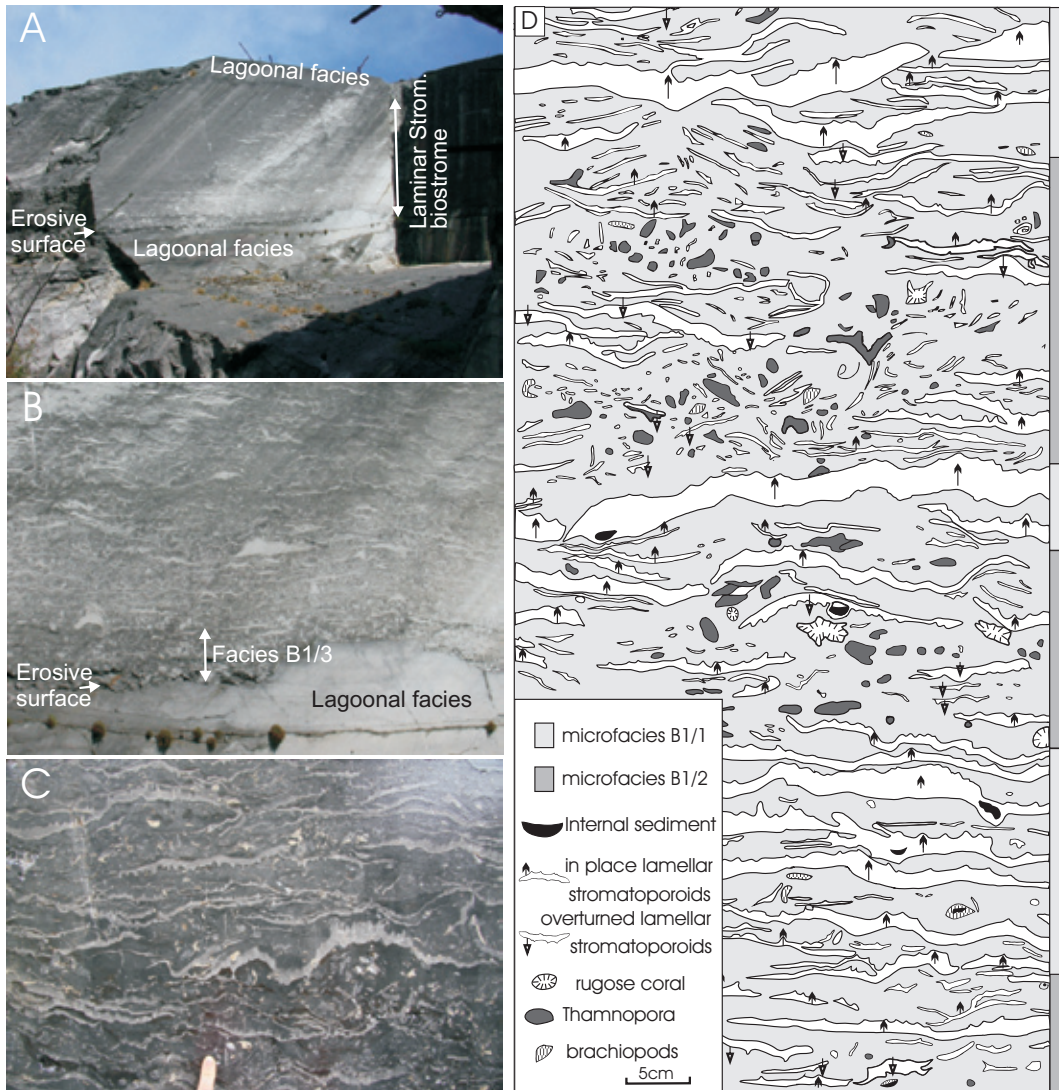 A
Lagoonal facies
Laminar Strom.
biostrome
Erosive
surface
Lagoonal facies
B
Facies B1/3
Erosive
surface
Lagoonal facies
C
D
microfacies B1/1
microfacies B1/2
Internal sediment
in place lamellar
stromatoporoids
overturned lamellar
stromatoporoids
rugose coral
Thamnopora
brachiopods
5cm